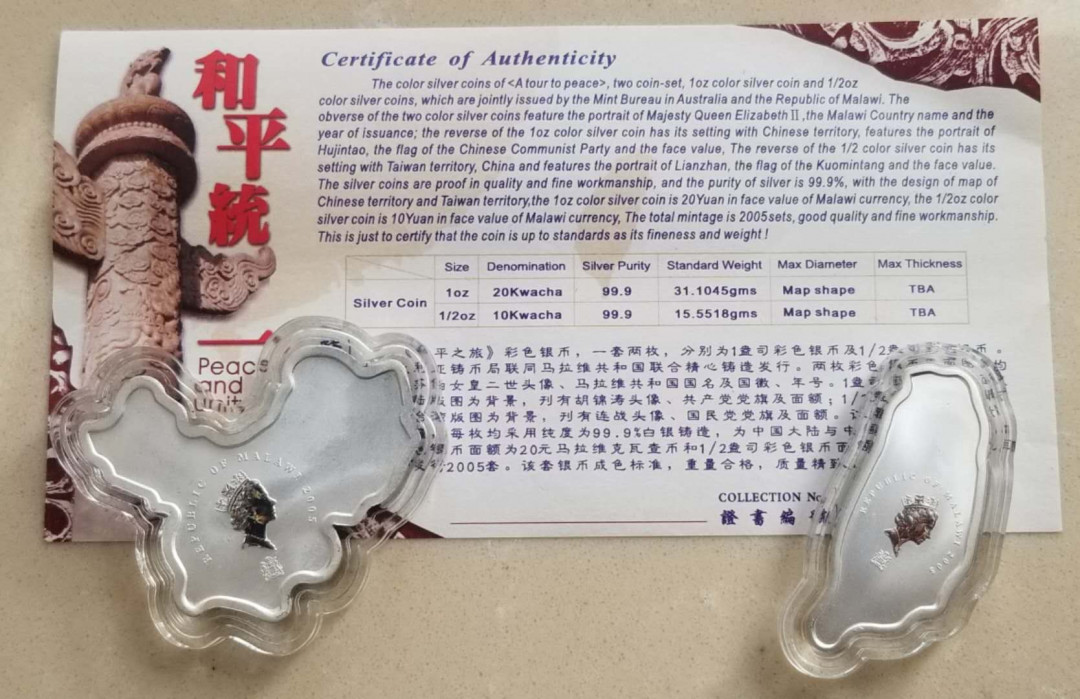 和平統一
Certificate of Authenticity
The color silver coins of <A tour to peace>, two coin-set, 1oz color silver coin and 1/2oz
color silver coins, which are jointly issued by the Mint Bureau in Australia and the Republic of Malawi. The
obverse of the two color silver coins feature the portrait of Majesty Queen Elizabeth II ,the Malawi Country name and the
year of issuance; the reverse of the 1oz color silver coin has its setting with Chinese territory, features the portrait of
Hujintao, the flag of the Chinese Communist Party and the face value, The reverse of the 1/2 color silver coin has its
setting with Taiwan territory, China and features the portrait of Lianzhan, the flag of the Kuomintang and the face value.
The silver coins are proof in quality and fine workmanship, and the purity of silver is 99.9%, with the design of map of
Chinese territory and Taiwan territory,the 1oz color silver coin is 20Yuan in face value of Malawi currency, the 1/2oz color
silver coin is 10Yuan in face value of Malawi currency, The total mintage is 2005sets, good quality and fine workmanship.
This is just to certify that the coin is up to standards as its fineness and weight !
Size Denomination Silver Purity Standard Weight Max Diameter Max Thickness
Silver Coin
1oz 20Kwacha 99.9 31.1045gms Map shape TBA
1/2oz 10Kwacha 99.9 15.5518gms Map shape TBA
Peace
and
unit
平之旅》彩色银币，一套两枚，分别为1盎司彩色银币及1/2盎司彩
铸币局联同马拉维共和国联合精心铸造发行。两枚彩色
女皇二世头像、马拉维共和国国名及国徽、年号。1盎
版图为背景，刊有胡锦涛头像、共产党党旗及面额；1/
版图为背景，刊有连战头像、国民党党旗及面额。
每枚均采用纯度为99.9%白银铸造，为中国大陆与中
币面额为20元马拉维克瓦查币和1/2盎司彩色银币面
2005套。该套银币成色标准，重量合格，质量精
COLLECTION No.
證書編
REPUBLIC OF MALAWI 2005
REPUBLIC OF MALAWI